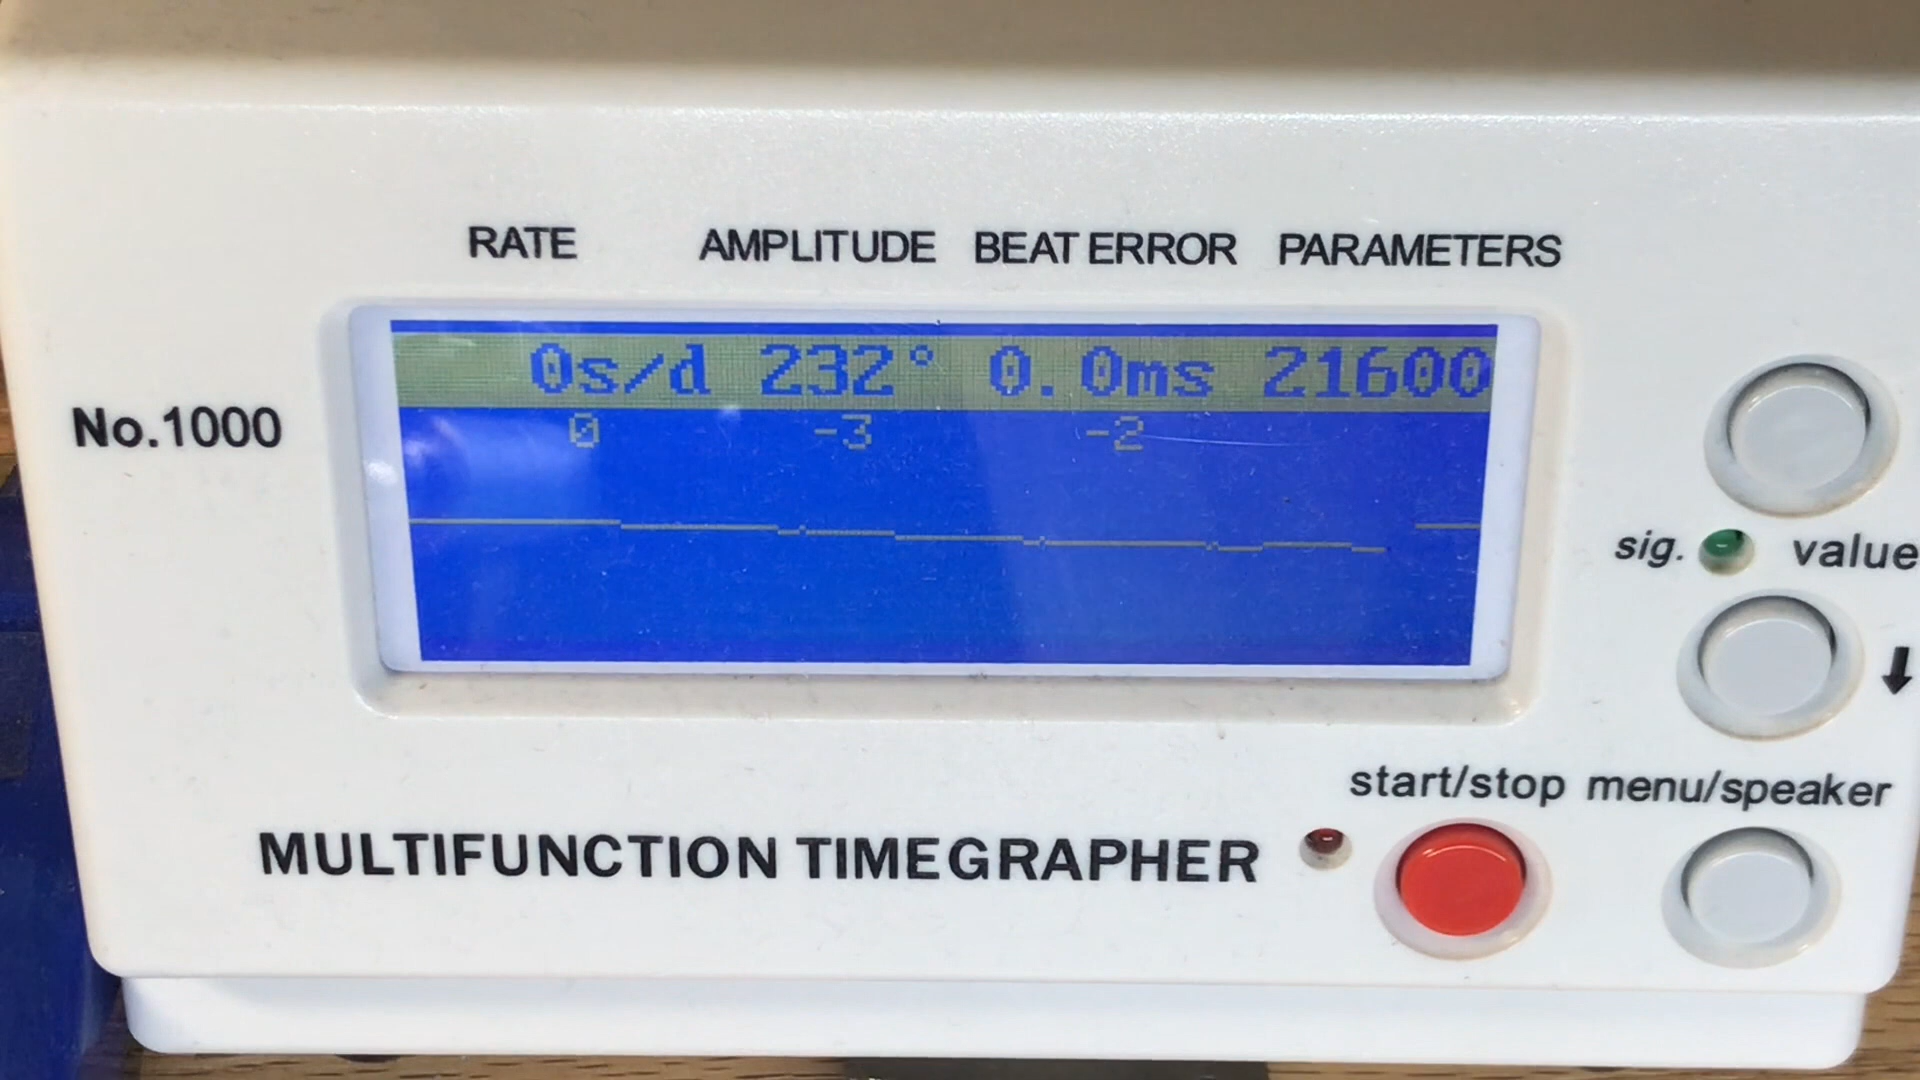 RATE AMPLITUDE BEAT ERROR PARAMETERS
0s/d 232° 0.0ms 21600
0 -3 -2
No.1000
sig. value
start/stop menu/speaker
MULTIFUNCTION TIMEGRAPHER